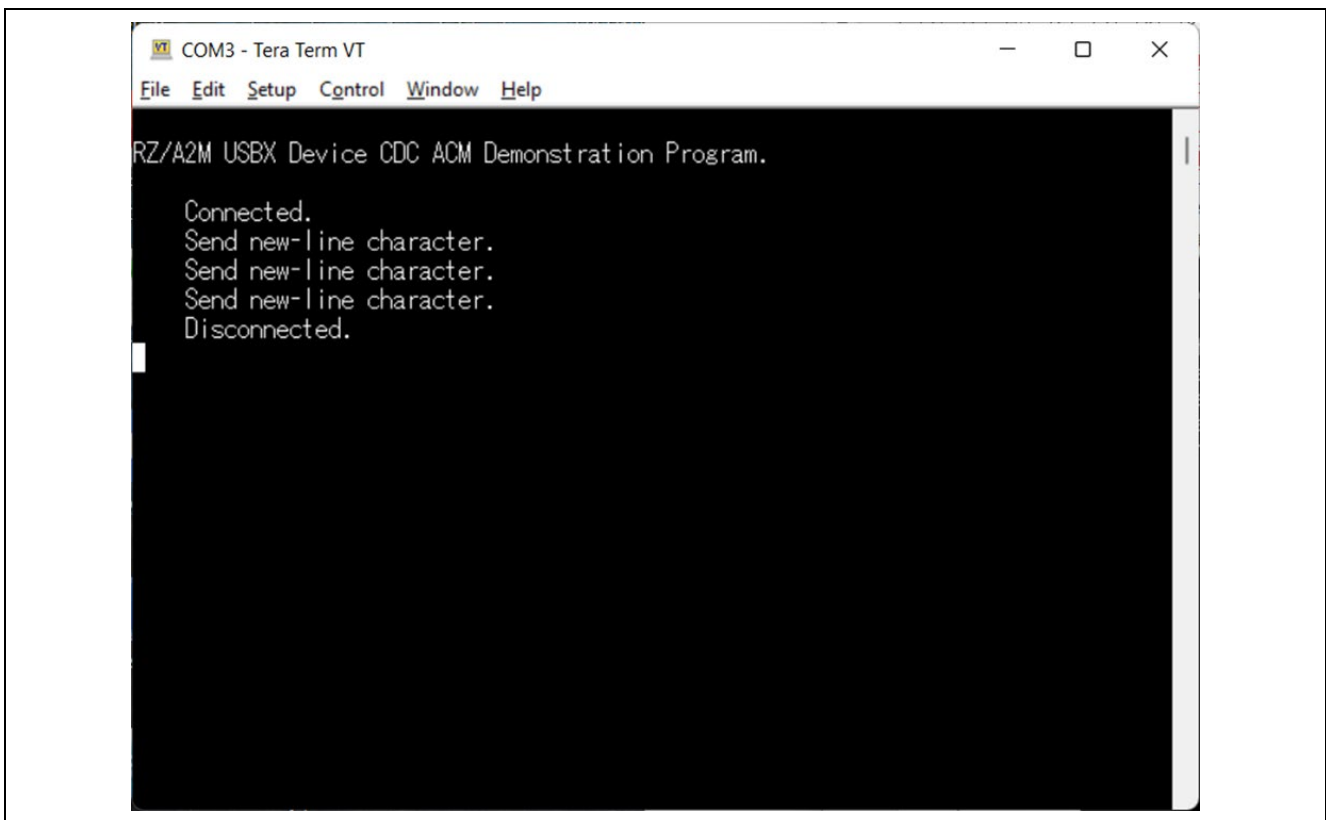 VT COM3 - Tera Term VT
File Edit Setup Control Window Help
RZ/A2M USBX Device CDC ACM Demonstration Program.
Connected.
Send new-line character.
Send new-line character.
Send new-line character.
Disconnected.